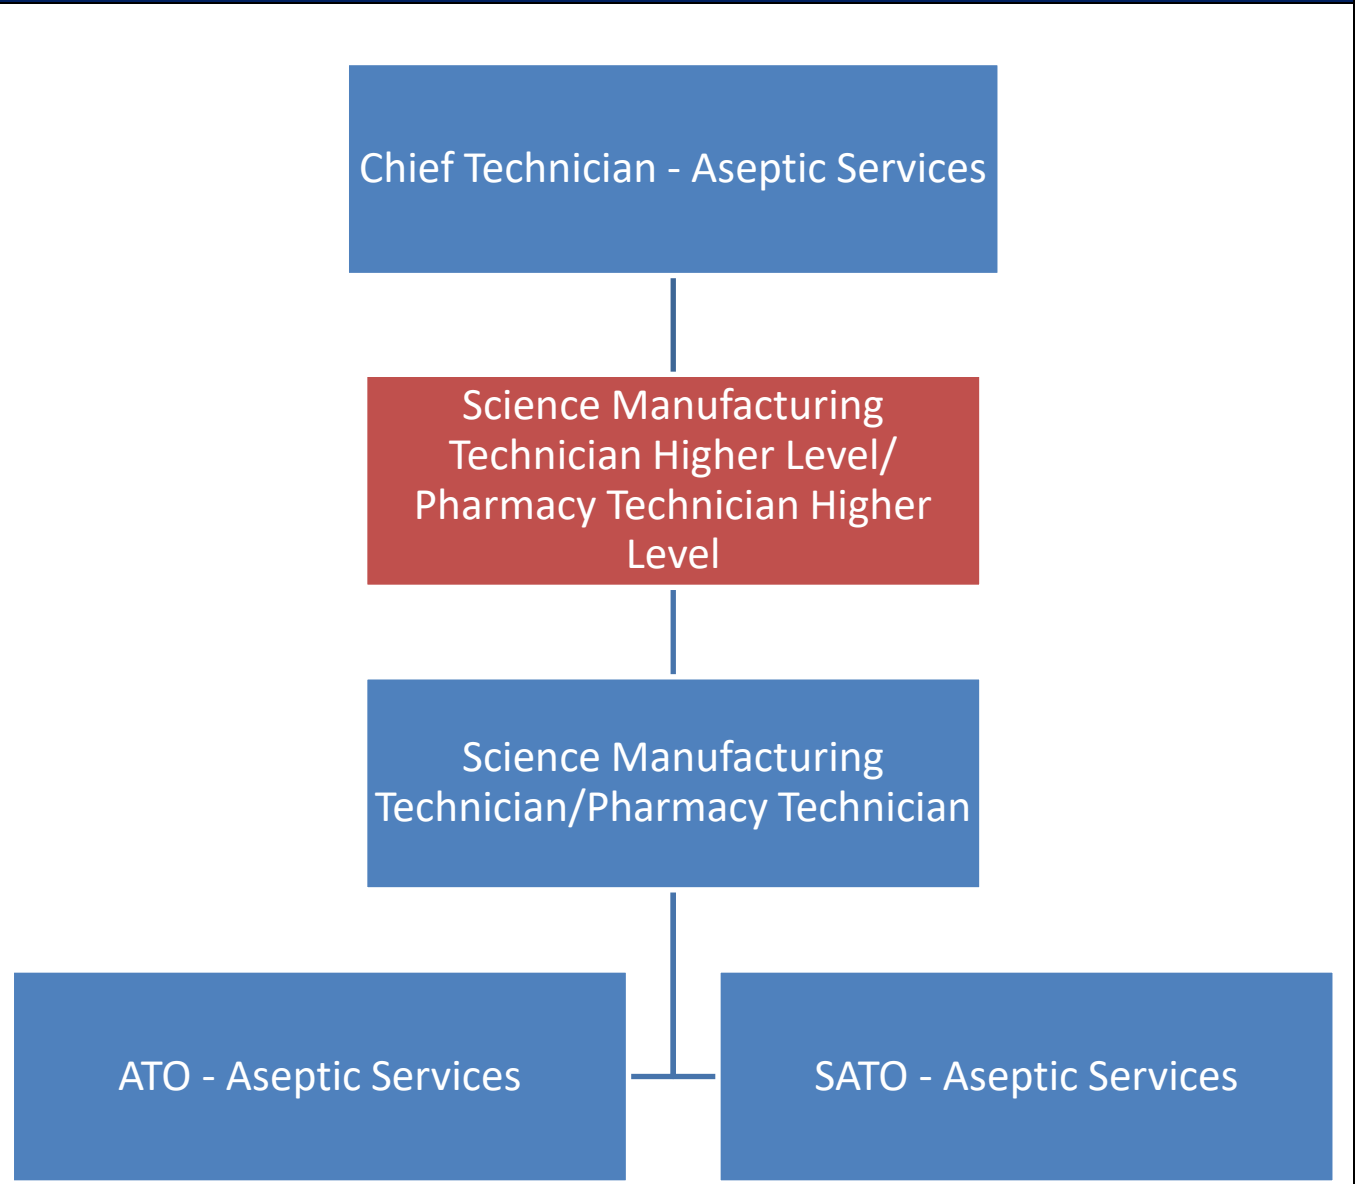 Chief Technician - Aseptic Services
Science Manufacturing
Technician Higher Level/
Pharmacy Technician Higher
Level
Science Manufacturing
Technician/Pharmacy Technician
ATO - Aseptic Services
SATO - Aseptic Services